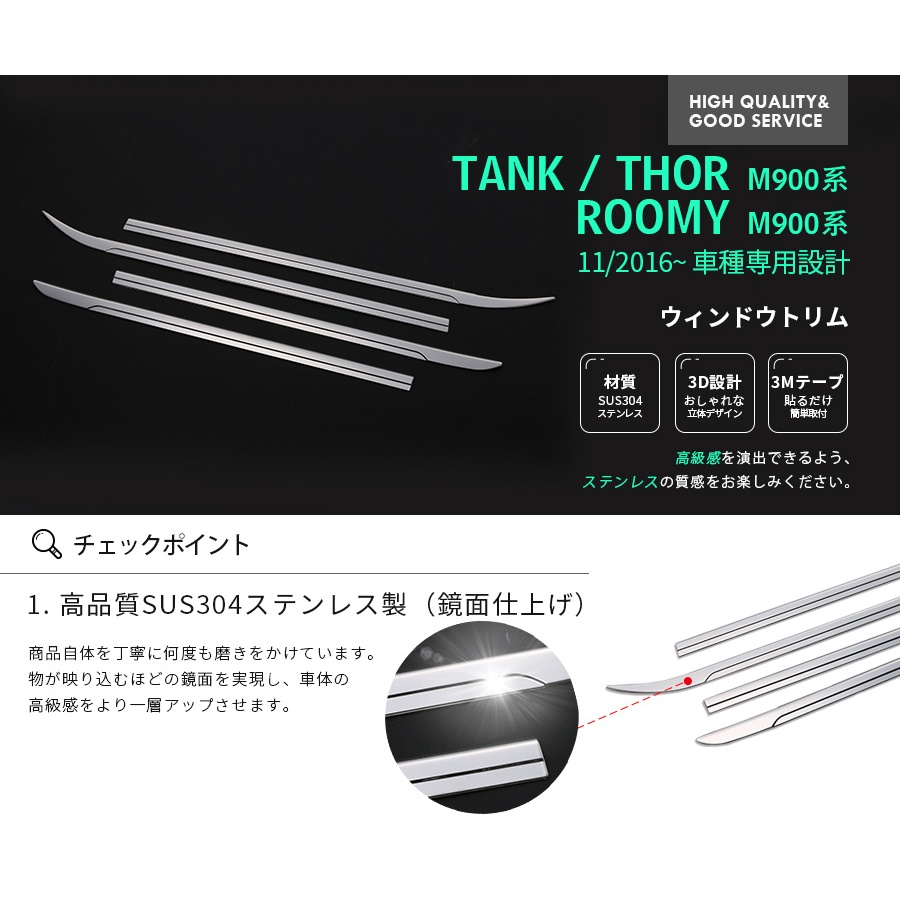 HIGH QUALITY&
GOOD SERVICE
TANK / THOR M900系
ROOMY M900系
11/2016~ 車種専用設計
ウィンドウトリム
材質
SUS304
ステンレス
3D設計
おしゃれな
立体デザイン
3Mテープ
貼るだけ
簡単取付
高級感を演出できるよう、
ステンレスの質感をお楽しみください。
チェックポイント
1. 高品質SUS304ステンレス製（鏡面仕上げ）
商品自体を丁寧に何度も磨きをかけています。
物が映り込むほどの鏡面を実現し、車体の
高級感をより一層アップさせます。